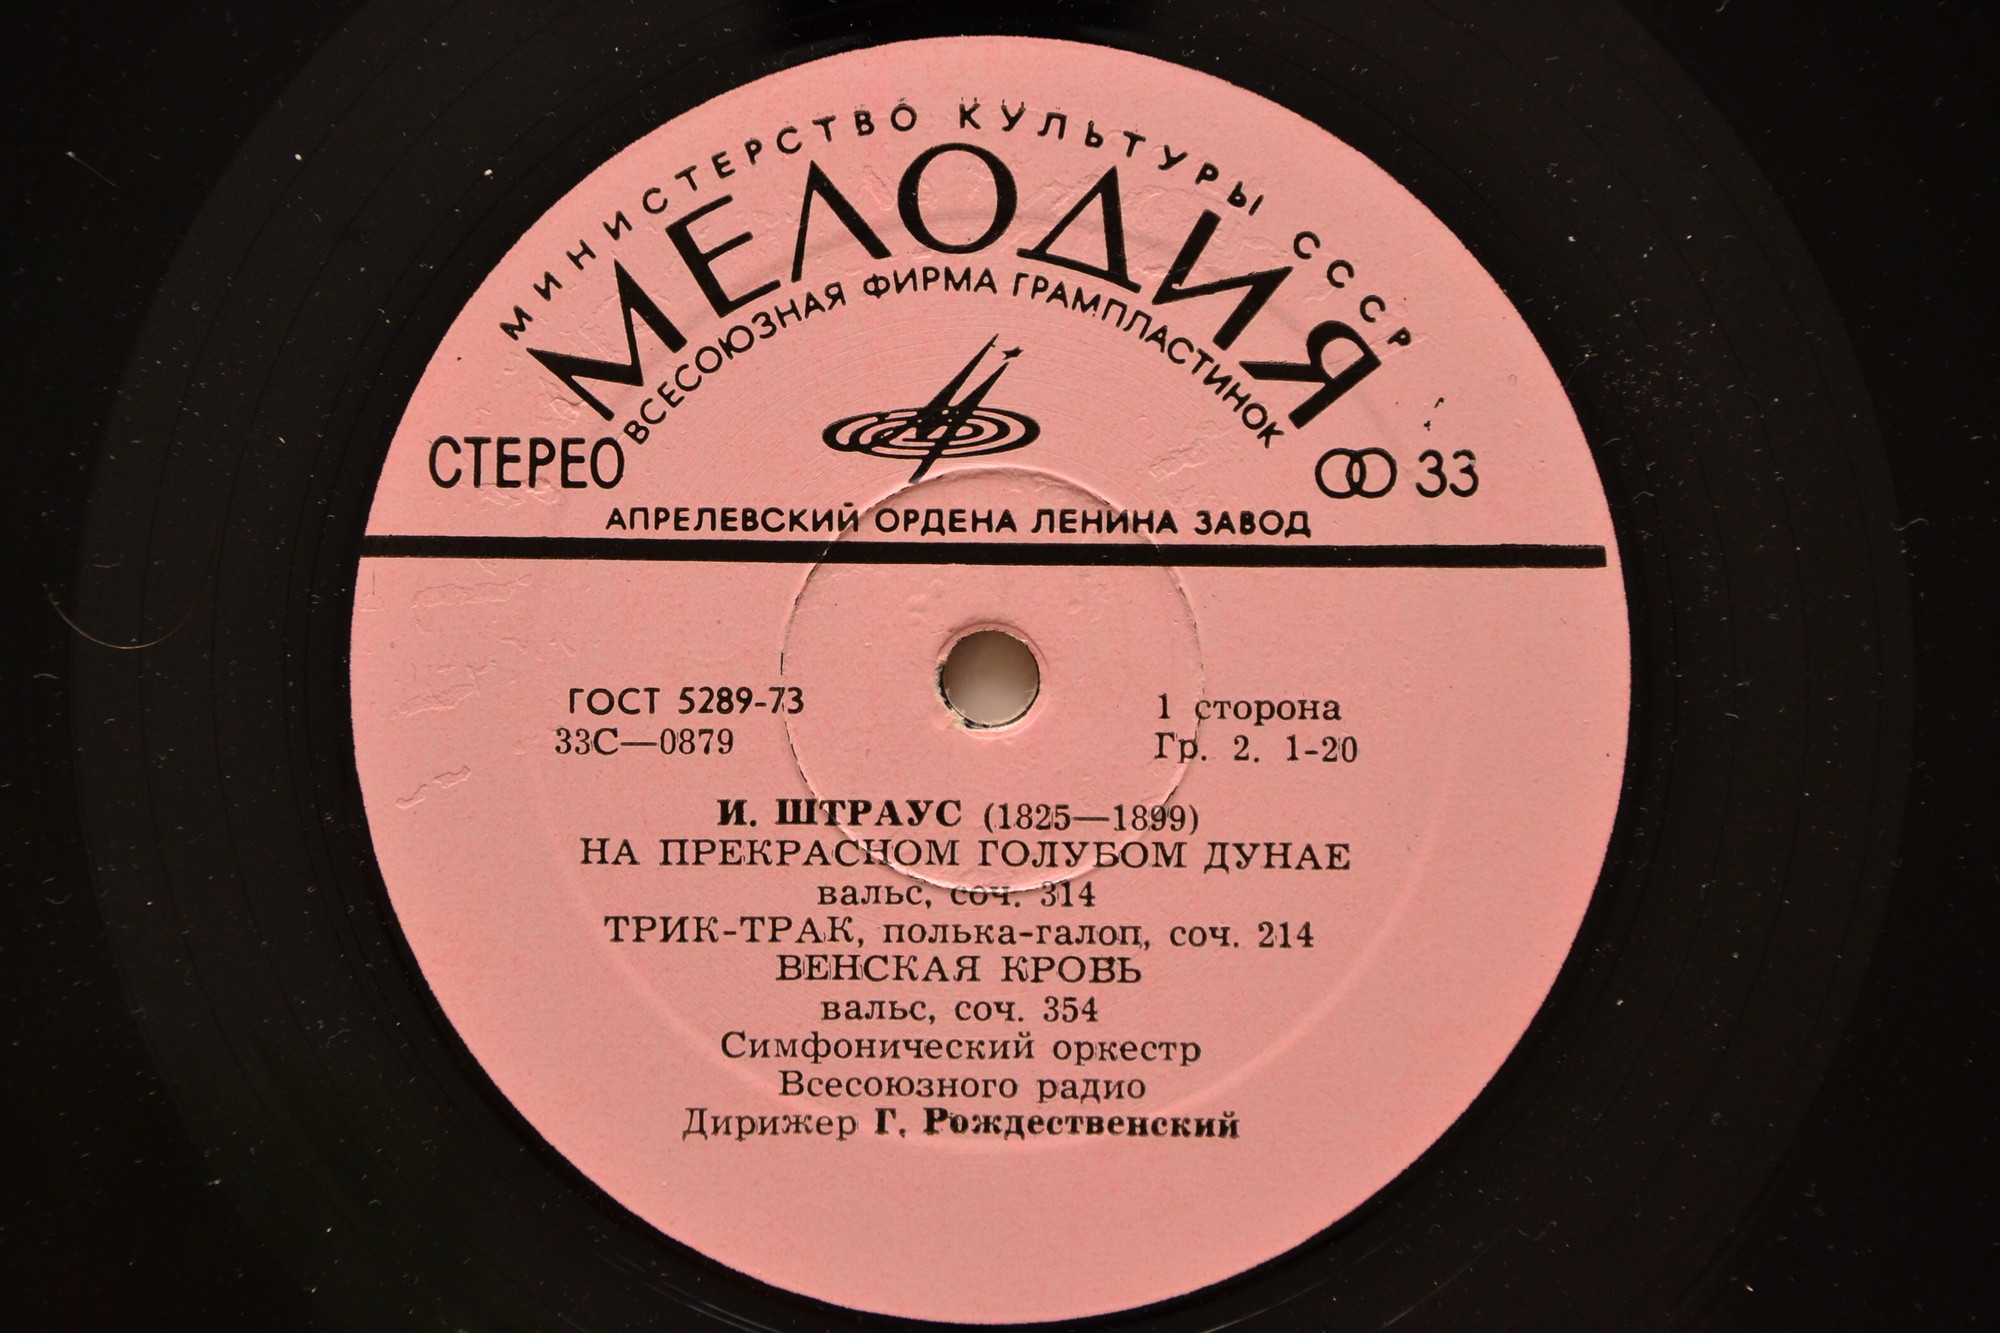 МИНИСТЕРСТВО КУЛЬТУРЫ СССР
МЕЛОДИЯ
ВСЕСОЮЗНАЯ ФИРМА ГРАМПЛАСТИНОК
СТЕРЕО
33
АПРЕЛЕВСКИЙ ОРДЕНА ЛЕНИНА ЗАВОД
ГОСТ 5289-73
33С—0879
1 сторона
Гр. 2. 1-20
И. ШТРАУС (1825—1899)
НА ПРЕКРАСНОМ ГОЛУБОМ ДУНАЕ
вальс, соч. 314
ТРИК-ТРАК, полька-галоп, соч. 214
ВЕНСКАЯ КРОВЬ
вальс, соч. 354
Симфонический оркестр
Всесоюзного радио
Дирижер Г. Рождественский